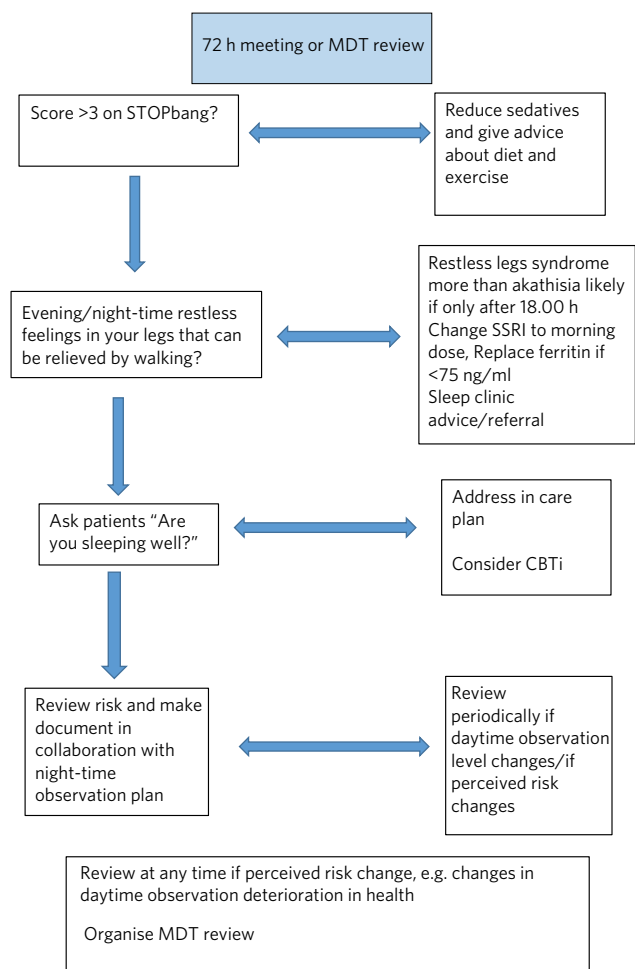 72 h meeting or MDT review
Score >3 on STOPbang?
Reduce sedatives
and give advice
about diet and
exercise
Evening/night-time restless
feelings in your legs that can
be relieved by walking?
Restless legs syndrome
more than akathisia likely
if only after 18.00 h
Change SSRI to morning
dose, Replace ferritin if
<75 ng/ml
Sleep clinic
advice/referral
Ask patients “Are
you sleeping well?”
Address in care
plan
Consider CBTi
Review risk and make
document in
collaboration with
night-time
observation plan
Review
periodically if
daytime observation
level changes/if
perceived risk
changes
Review at any time if perceived risk change, e.g. changes in
daytime observation deterioration in health
Organise MDT review